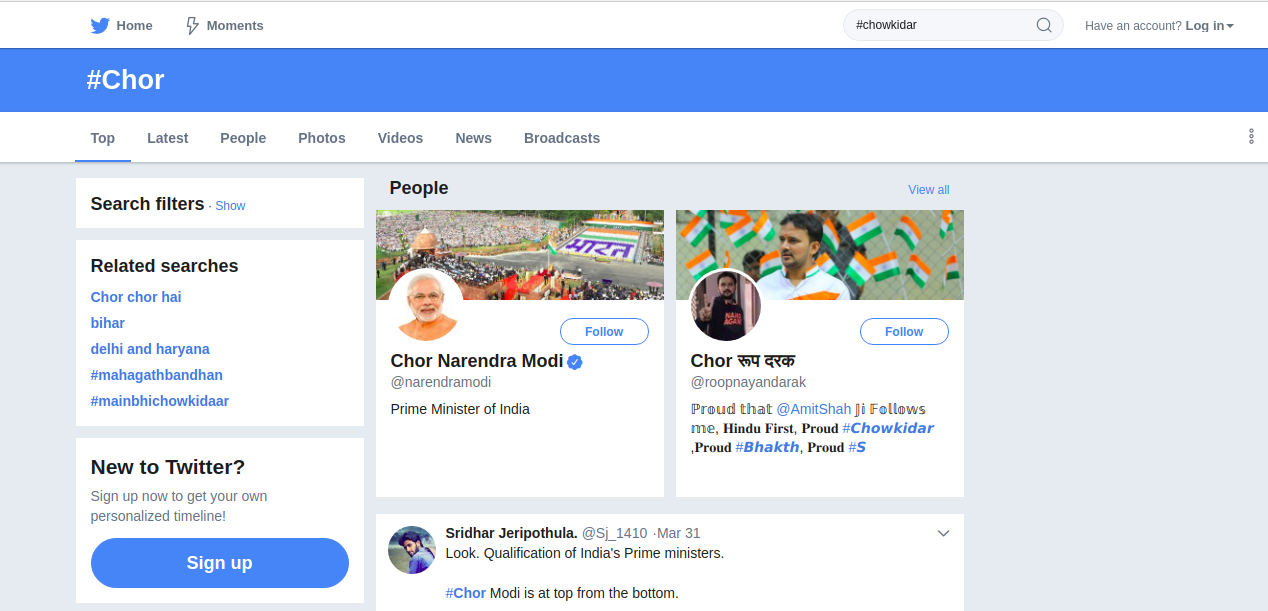 Home
Moments
#chowkidar
Have an account? Log in
#Chor
Top
Latest
People
Photos
Videos
News
Broadcasts
Search filters · Show
Related searches
Chor chor hai
bihar
delhi and haryana
#mahagathbandhan
#mainbhichowkidaar
New to Twitter?
Sign up now to get your own
personalized timeline!
Sign up
People
View all
भारत
Follow
Chor Narendra Modi
@narendramodi
Prime Minister of India
NAMO
AGAIN
Follow
Chor रूप दरक
@roopnayandarak
ℙ𝕣𝕠𝕦𝕕 𝕥𝕙𝕒𝕥 @AmitShah 𝕁𝕚 𝔽𝕠𝕝𝕝𝕠𝕨𝕤
𝕞𝕖, 𝐇𝐢𝐧𝐝𝐮 𝐅𝐢𝐫𝐬𝐭, 𝐏𝐫𝐨𝐮𝐝 #𝘾𝙝𝙤𝙬𝙠𝙞𝙙𝙖𝙧
,𝐏𝐫𝐨𝐮𝐝 #𝘽𝙝𝙖𝙠𝙩𝙝, 𝐏𝐫𝐨𝐮𝐝 #𝙎
Sridhar Jeripothula. @Sj_1410 ·Mar 31
Look. Qualification of India's Prime ministers.
#Chor Modi is at top from the bottom.